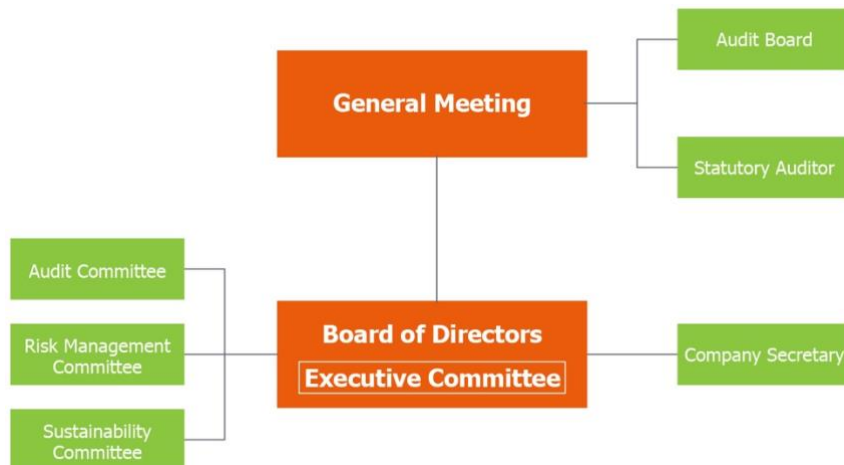 Audit Board
General Meeting
Statutory Auditor
Audit Committee
Risk Management
Committee
Sustainability
Committee
Board of Directors
Executive Committee
Company Secretary